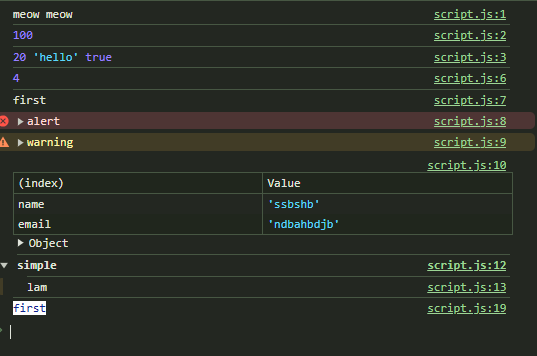 meow meow script.js:1
100 script.js:2
20 'hello' true script.js:3
4 script.js:6
first script.js:7
alert script.js:8
warning script.js:9
script.js:10
(index) Value
name 'ssbshb'
email 'ndbahbdjb'
Object
simple script.js:12
lam script.js:13
first script.js:19